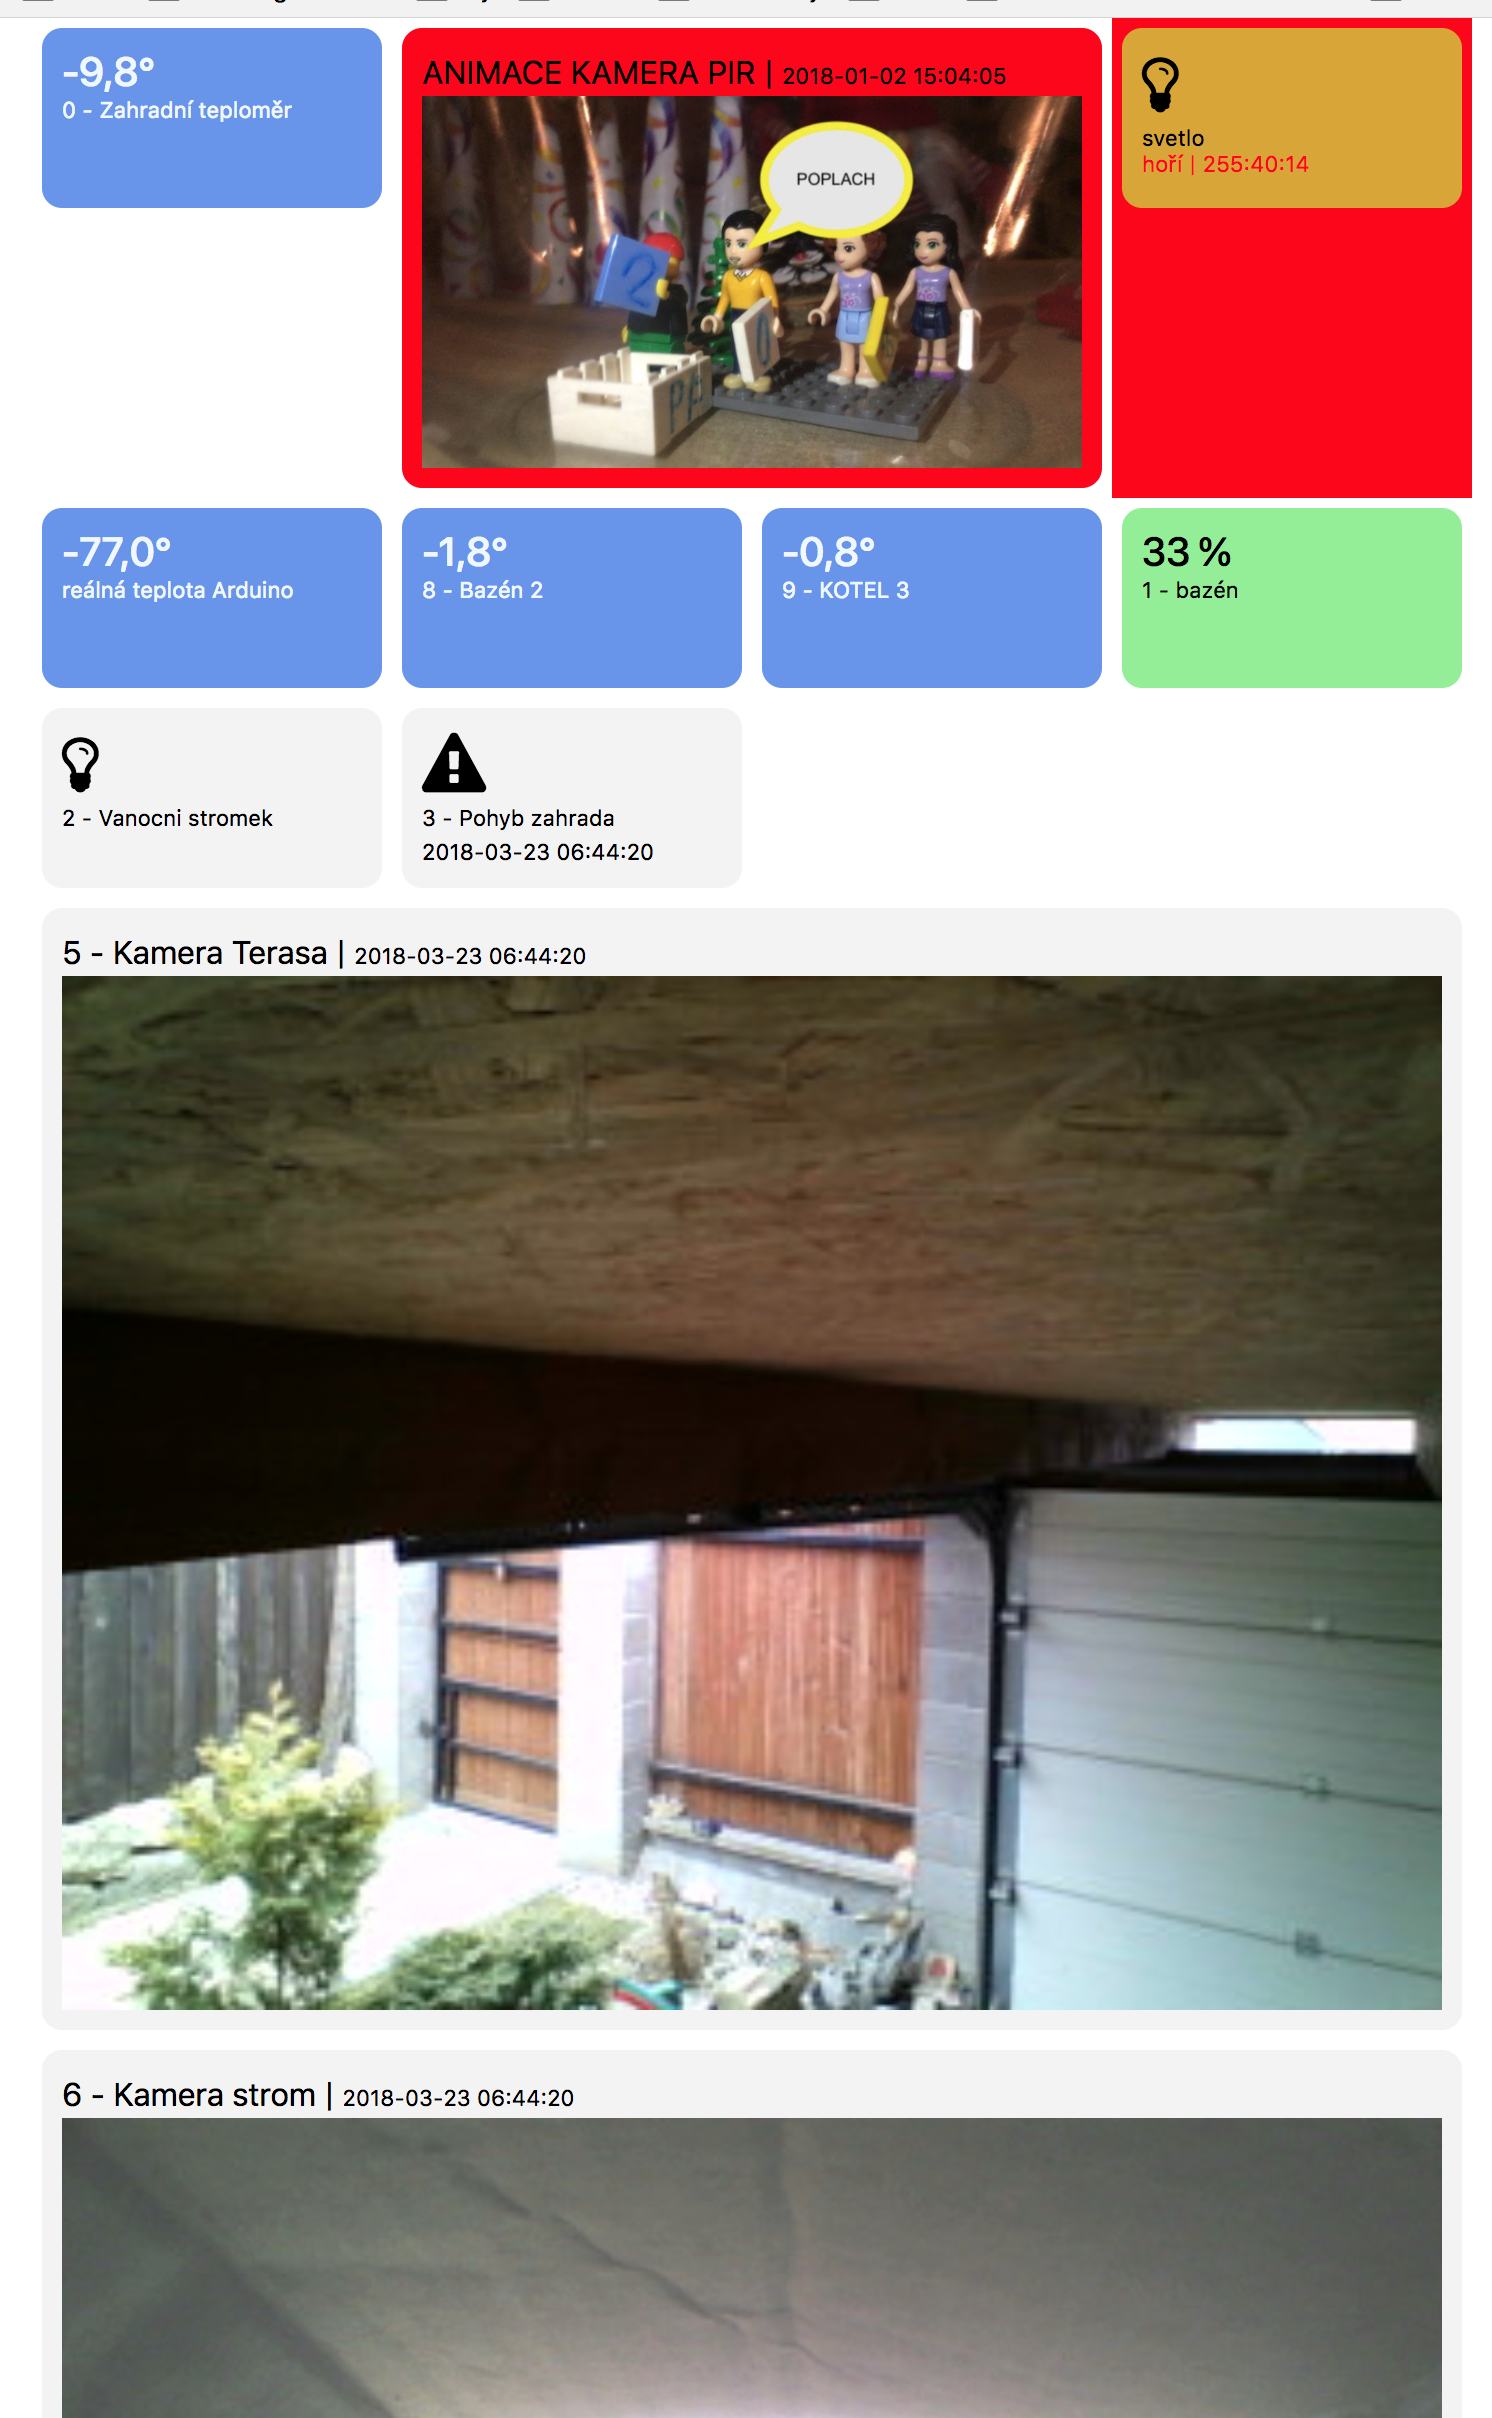 -9,8°
0 - Zahradní teploměr
ANIMACE KAMERA PIR | 2018-01-02 15:04:05
POPLACH
2
0
PF
svetlo
hoří | 255:40:14
-77,0°
reálná teplota Arduino
8 - Bazén 2
-1,8°
9 - KOTEL 3
-0,8°
33 %
1 - bazén
2 - Vanocni stromek
3 - Pohyb zahrada
2018-03-23 06:44:20
5 - Kamera Terasa | 2018-03-23 06:44:20
6 - Kamera strom | 2018-03-23 06:44:20